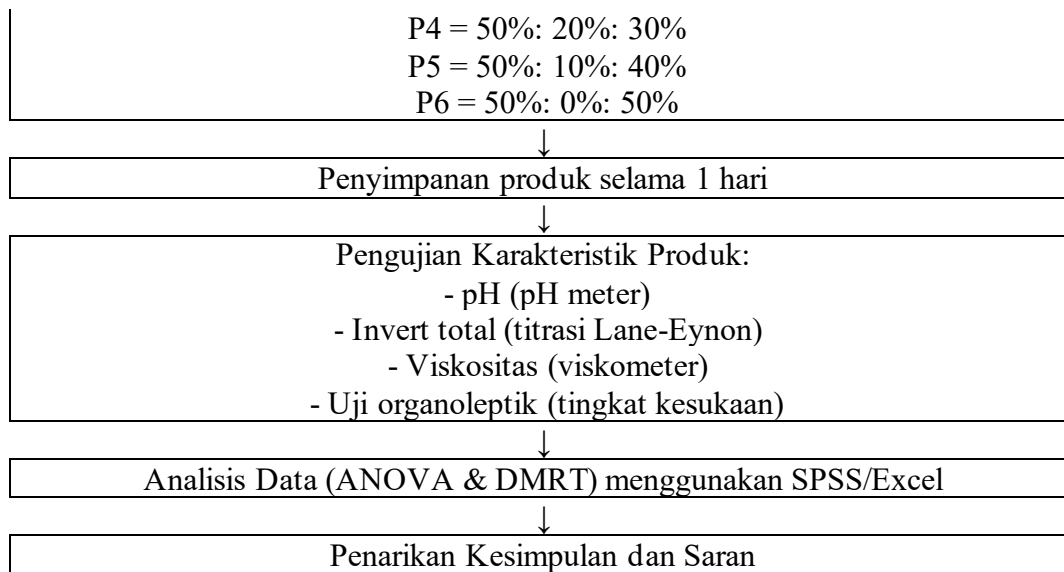 P4 = 50%: 20%: 30%
P5 = 50%: 10%: 40%
P6 = 50%: 0%: 50%
↓
Penyimpanan produk selama 1 hari
↓
Pengujian Karakteristik Produk:
- pH (pH meter)
- Invert total (titrasi Lane-Eynon)
- Viskositas (viskometer)
- Uji organoleptik (tingkat kesukaan)
↓
Analisis Data (ANOVA & DMRT) menggunakan SPSS/Excel
↓
Penarikan Kesimpulan dan Saran